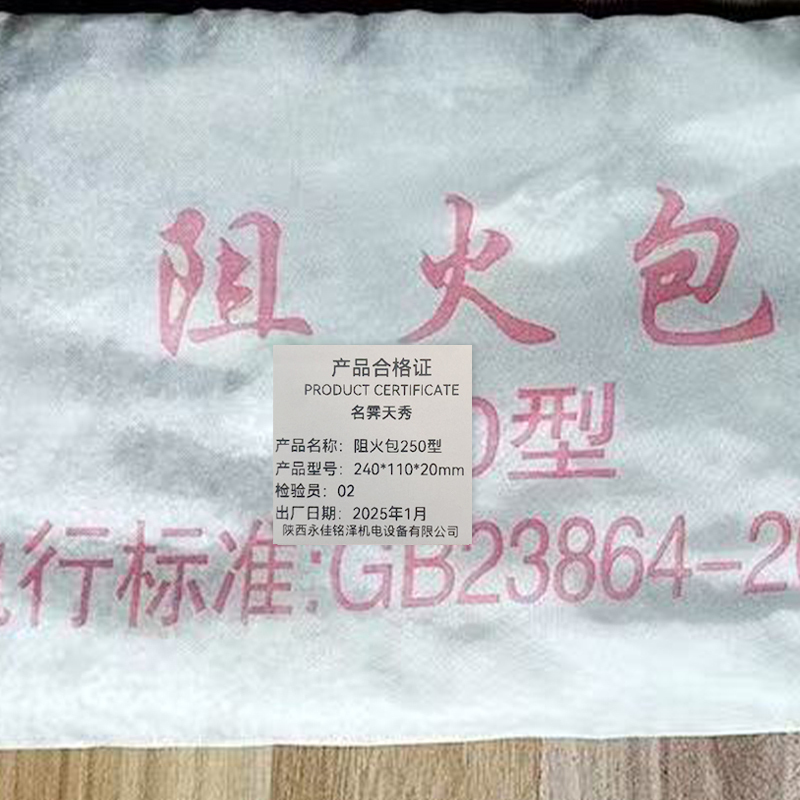 阻火包
产品合格证
PRODUCT CERTIFICATE
名霁天秀
0型
产品名称：阻火包250型
产品型号：240*110*20mm
检验员：02
出厂日期：2025年1月
陕西永佳铭泽机电设备有限公司
行标准:GB23864-2